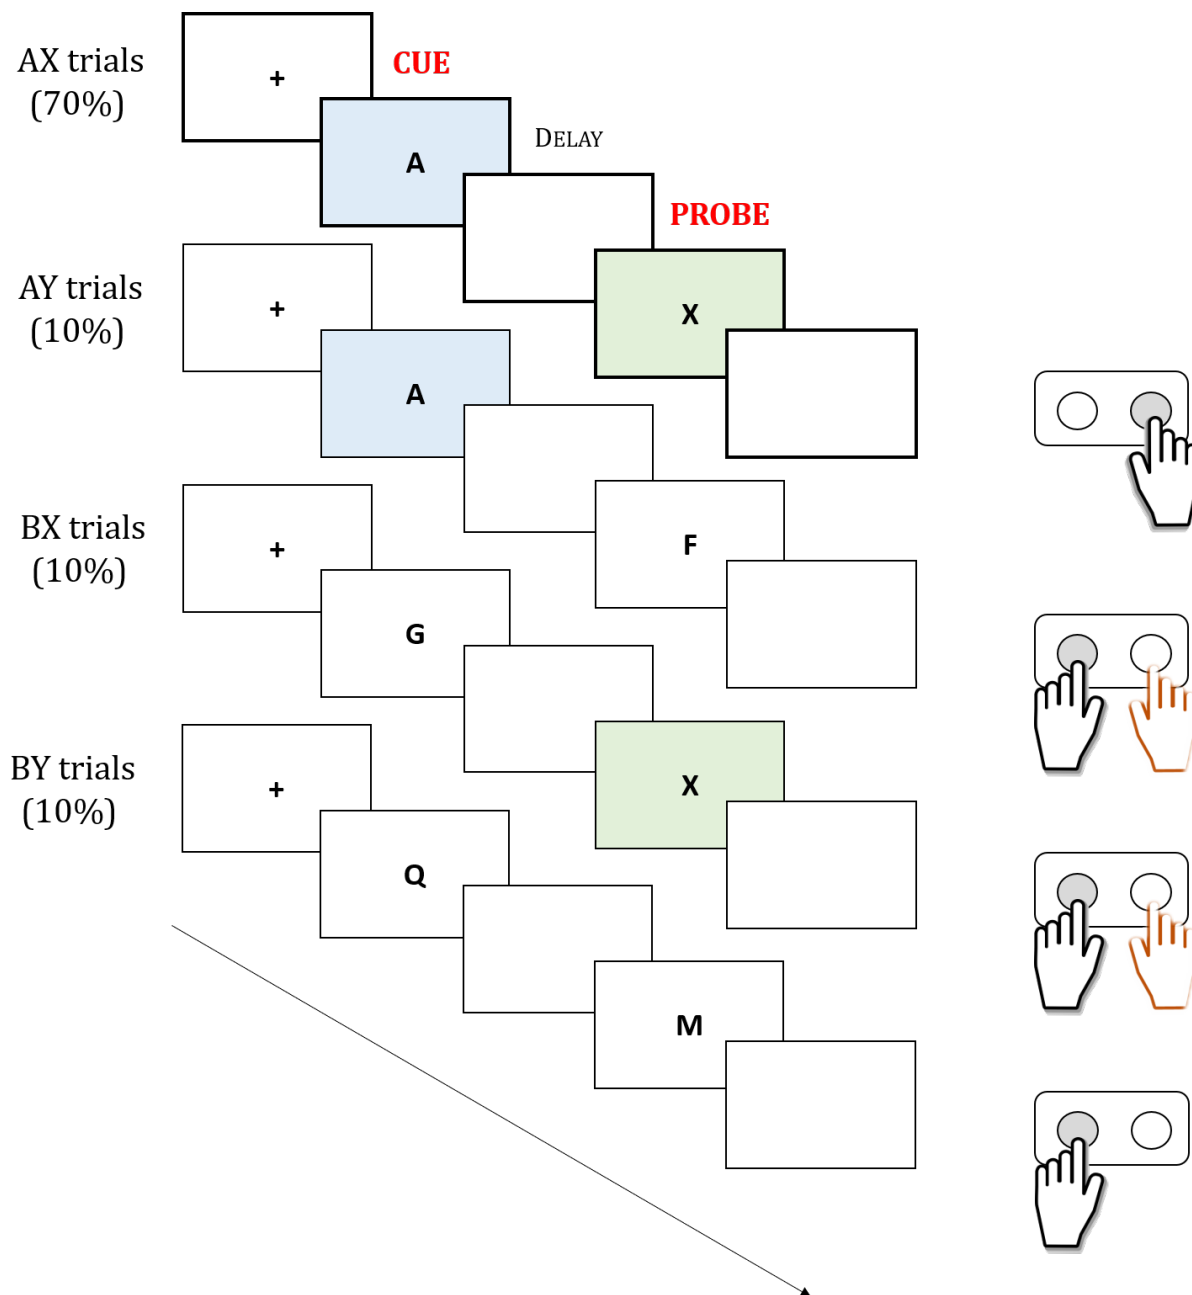 AX trials
(70%)
+
CUE
A
DELAY
PROBE
X
AY trials
(10%)
+
A
F
BX trials
(10%)
+
G
X
BY trials
(10%)
+
Q
M